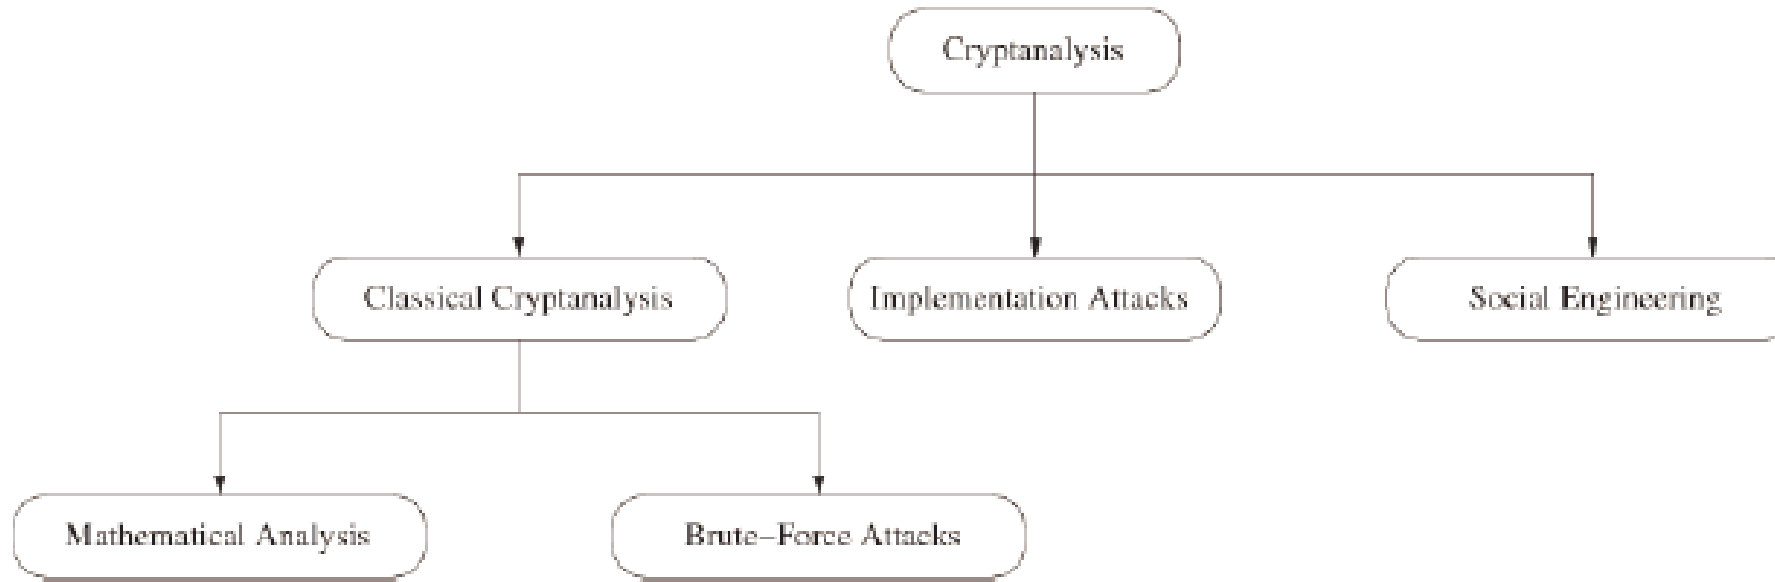 Cryptanalysis
Classical Cryptanalysis
Implementation Attacks
Social Engineering
Mathematical Analysis
Brute−Force Attacks